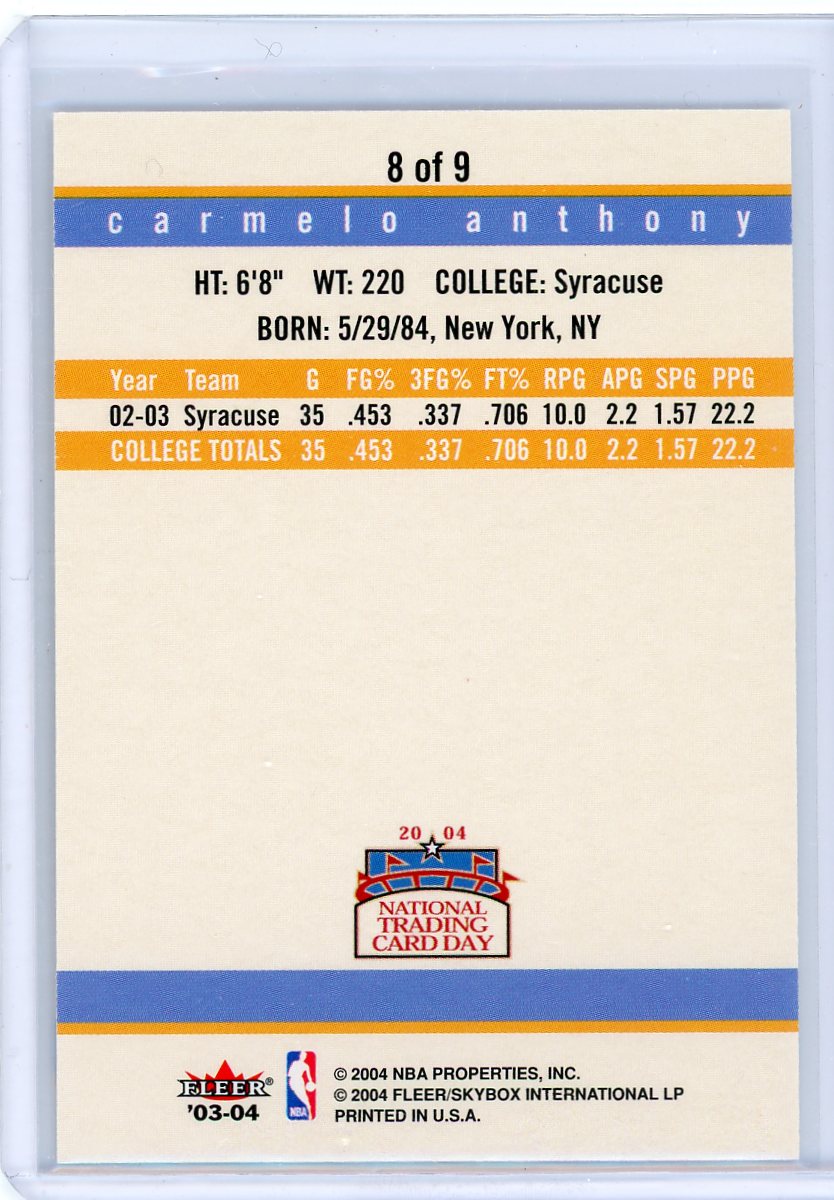 8 of 9
carmelo anthony
HT: 6'8" WT: 220 COLLEGE: Syracuse
BORN: 5/29/84, New York, NY
Year Team G FG% 3FG% FT% RPG APG SPG PPG
02-03 Syracuse 35 .453 .337 .706 10.0 2.2 1.57 22.2
COLLEGE TOTALS 35 .453 .337 .706 10.0 2.2 1.57 22.2
20 04
NATIONAL
TRADING
CARD DAY
FLEER®
'03-04
NBA
© 2004 NBA PROPERTIES, INC.
© 2004 FLEER/SKYBOX INTERNATIONAL LP
PRINTED IN U.S.A.